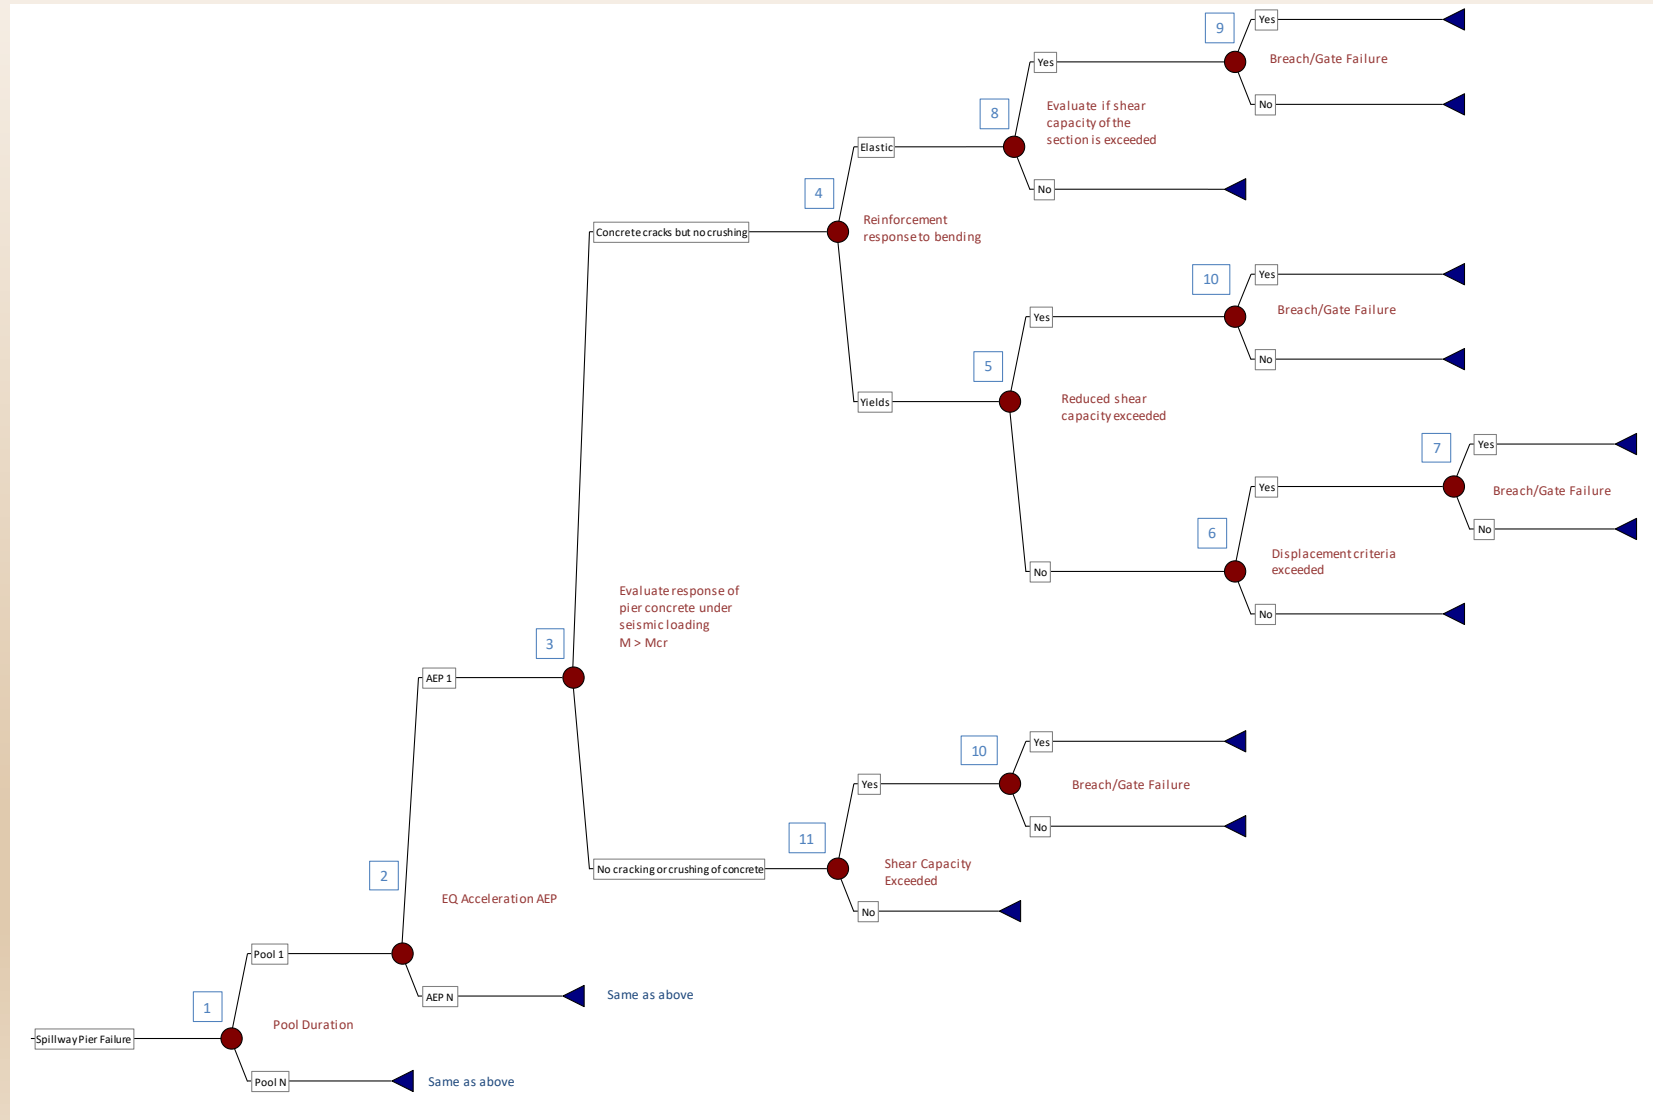 9
Yes
Breach/Gate Failure
No
8
Yes
Evaluate if shear
capacity of the
section is exceeded
No
4
Elastic
Reinforcement
response to bending
Concrete cracks but no crushing
10
Yes
Breach/Gate Failure
No
5
Yes
Reduced shear
capacity exceeded
Yields
7
Yes
Breach/Gate Failure
No
6
Yes
Displacement criteria
exceeded
No
No
3
Evaluate response of
pier concrete under
seismic loading
M > Mcr
AEP 1
10
Yes
Breach/Gate Failure
No
11
Yes
Shear Capacity
Exceeded
No
No cracking or crushing of concrete
2
EQ Acceleration AEP
Pool 1
AEP N
Same as above
1
Pool Duration
Spillway Pier Failure
Pool N
Same as above